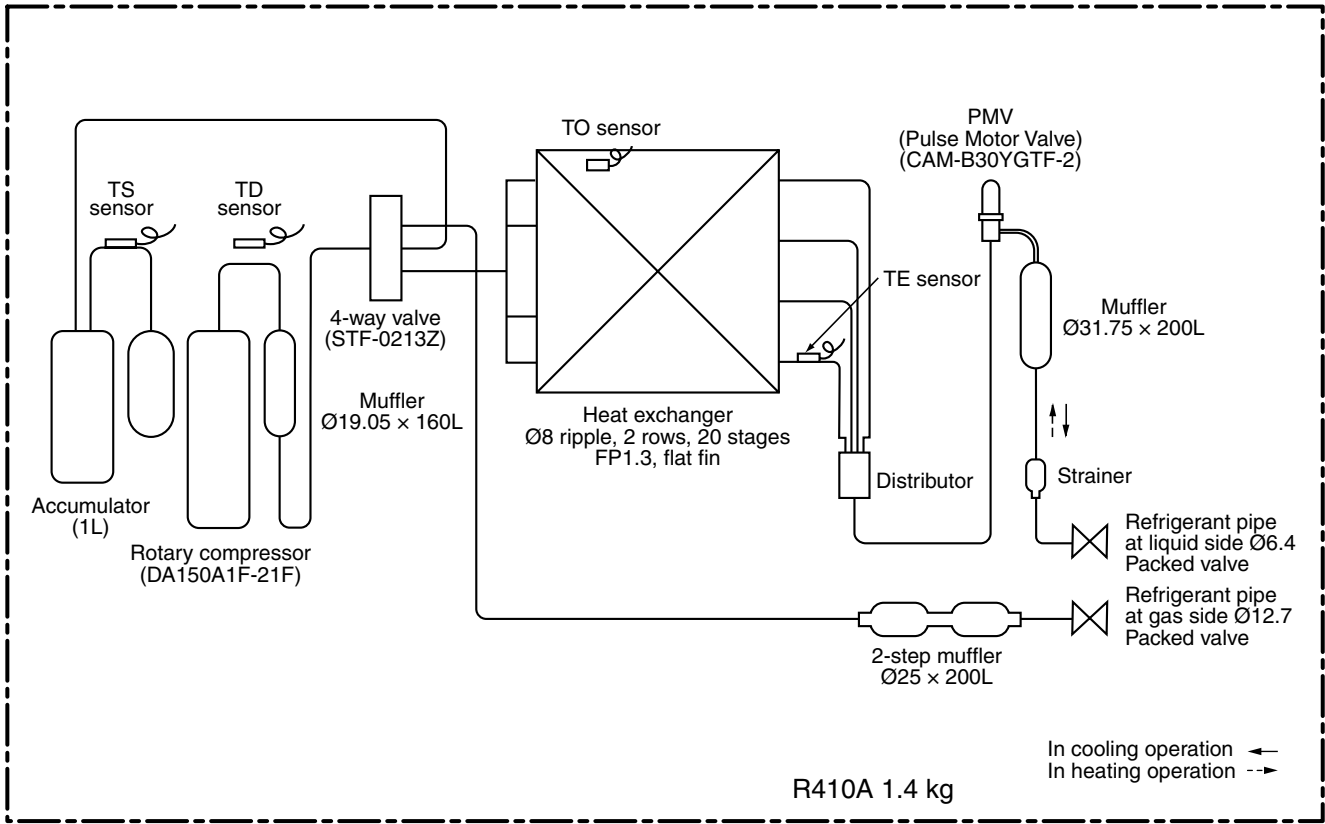 TO sensor
PMV
(Pulse Motor Valve)
(CAM-B30YGTF-2)
TS
sensor
TD
sensor
TE sensor
4-way valve
(STF-0213Z)
Muffler
Ø31.75 × 200L
Muffler
Ø19.05 × 160L
Heat exchanger
Ø8 ripple, 2 rows, 20 stages
FP1.3, flat fin
Distributor
Strainer
Accumulator
(1L)
Rotary compressor
(DA150A1F-21F)
Refrigerant pipe
at liquid side Ø6.4
Packed valve
Refrigerant pipe
at gas side Ø12.7
Packed valve
2-step muffler
Ø25 × 200L
In cooling operation
In heating operation
R410A 1.4 kg